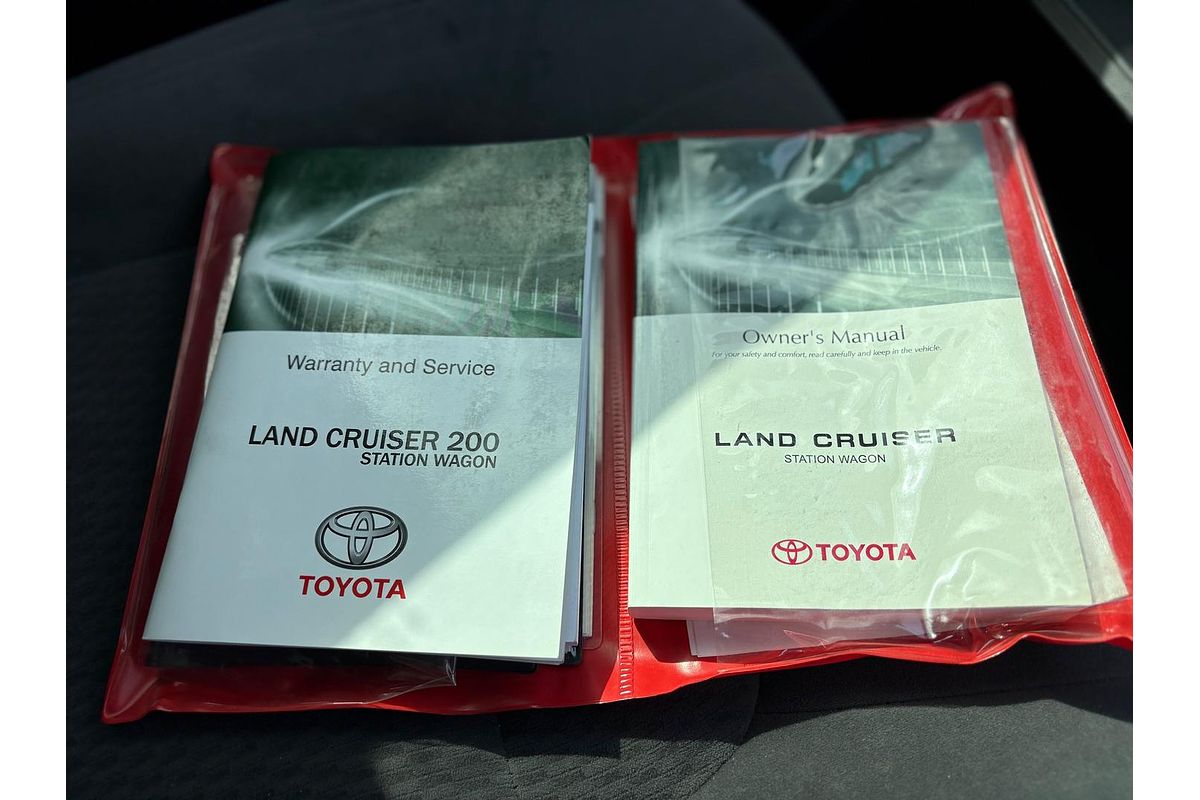 Warranty and Service
LAND CRUISER 200
STATION WAGON
TOYOTA
Owner's Manual
For your safety and comfort, read carefully and keep in the vehicle.
LAND CRUISER
STATION WAGON
TOYOTA